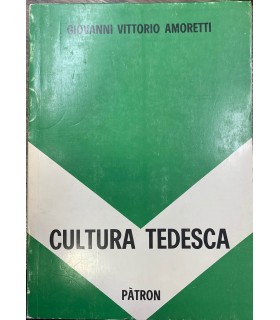 GIOVANNI VITTORIO AMORETTI
CULTURA TEDESCA
PÀTRON